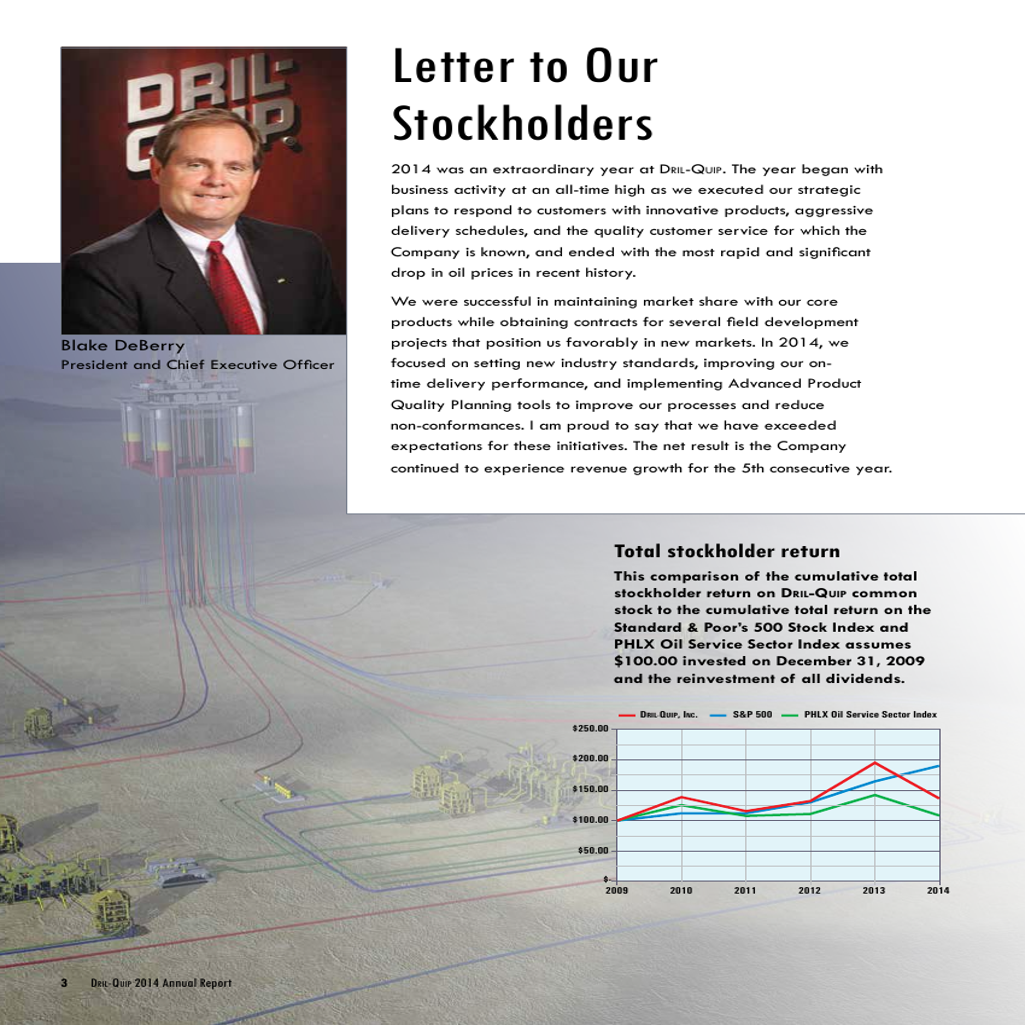 DRIL-
QUIP
Letter to Our
Stockholders
2014 was an extraordinary year at DRIL-QUIP. The year began with
business activity at an all-time high as we executed our strategic
plans to respond to customers with innovative products, aggressive
delivery schedules, and the quality customer service for which the
Company is known, and ended with the most rapid and significant
drop in oil prices in recent history.
We were successful in maintaining market share with our core
products while obtaining contracts for several field development
projects that position us favorably in new markets. In 2014, we
focused on setting new industry standards, improving our on-
time delivery performance, and implementing Advanced Product
Quality Planning tools to improve our processes and reduce
non-conformances. I am proud to say that we have exceeded
expectations for these initiatives. The net result is the Company
continued to experience revenue growth for the 5th consecutive year.
Blake DeBerry
President and Chief Executive Officer
Total stockholder return
This comparison of the cumulative total
stockholder return on DRIL-QUIP common
stock to the cumulative total return on the
Standard & Poor's 500 Stock Index and
PHLX Oil Service Sector Index assumes
$100.00 invested on December 31, 2009
and the reinvestment of all dividends.
DRIL-QUIP, Inc. S&P 500 PHLX Oil Service Sector Index
$250.00
$200.00
$150.00
$100.00
$50.00
$-
2009 2010 2011 2012 2013 2014
3 DRIL-QUIP 2014 Annual Report